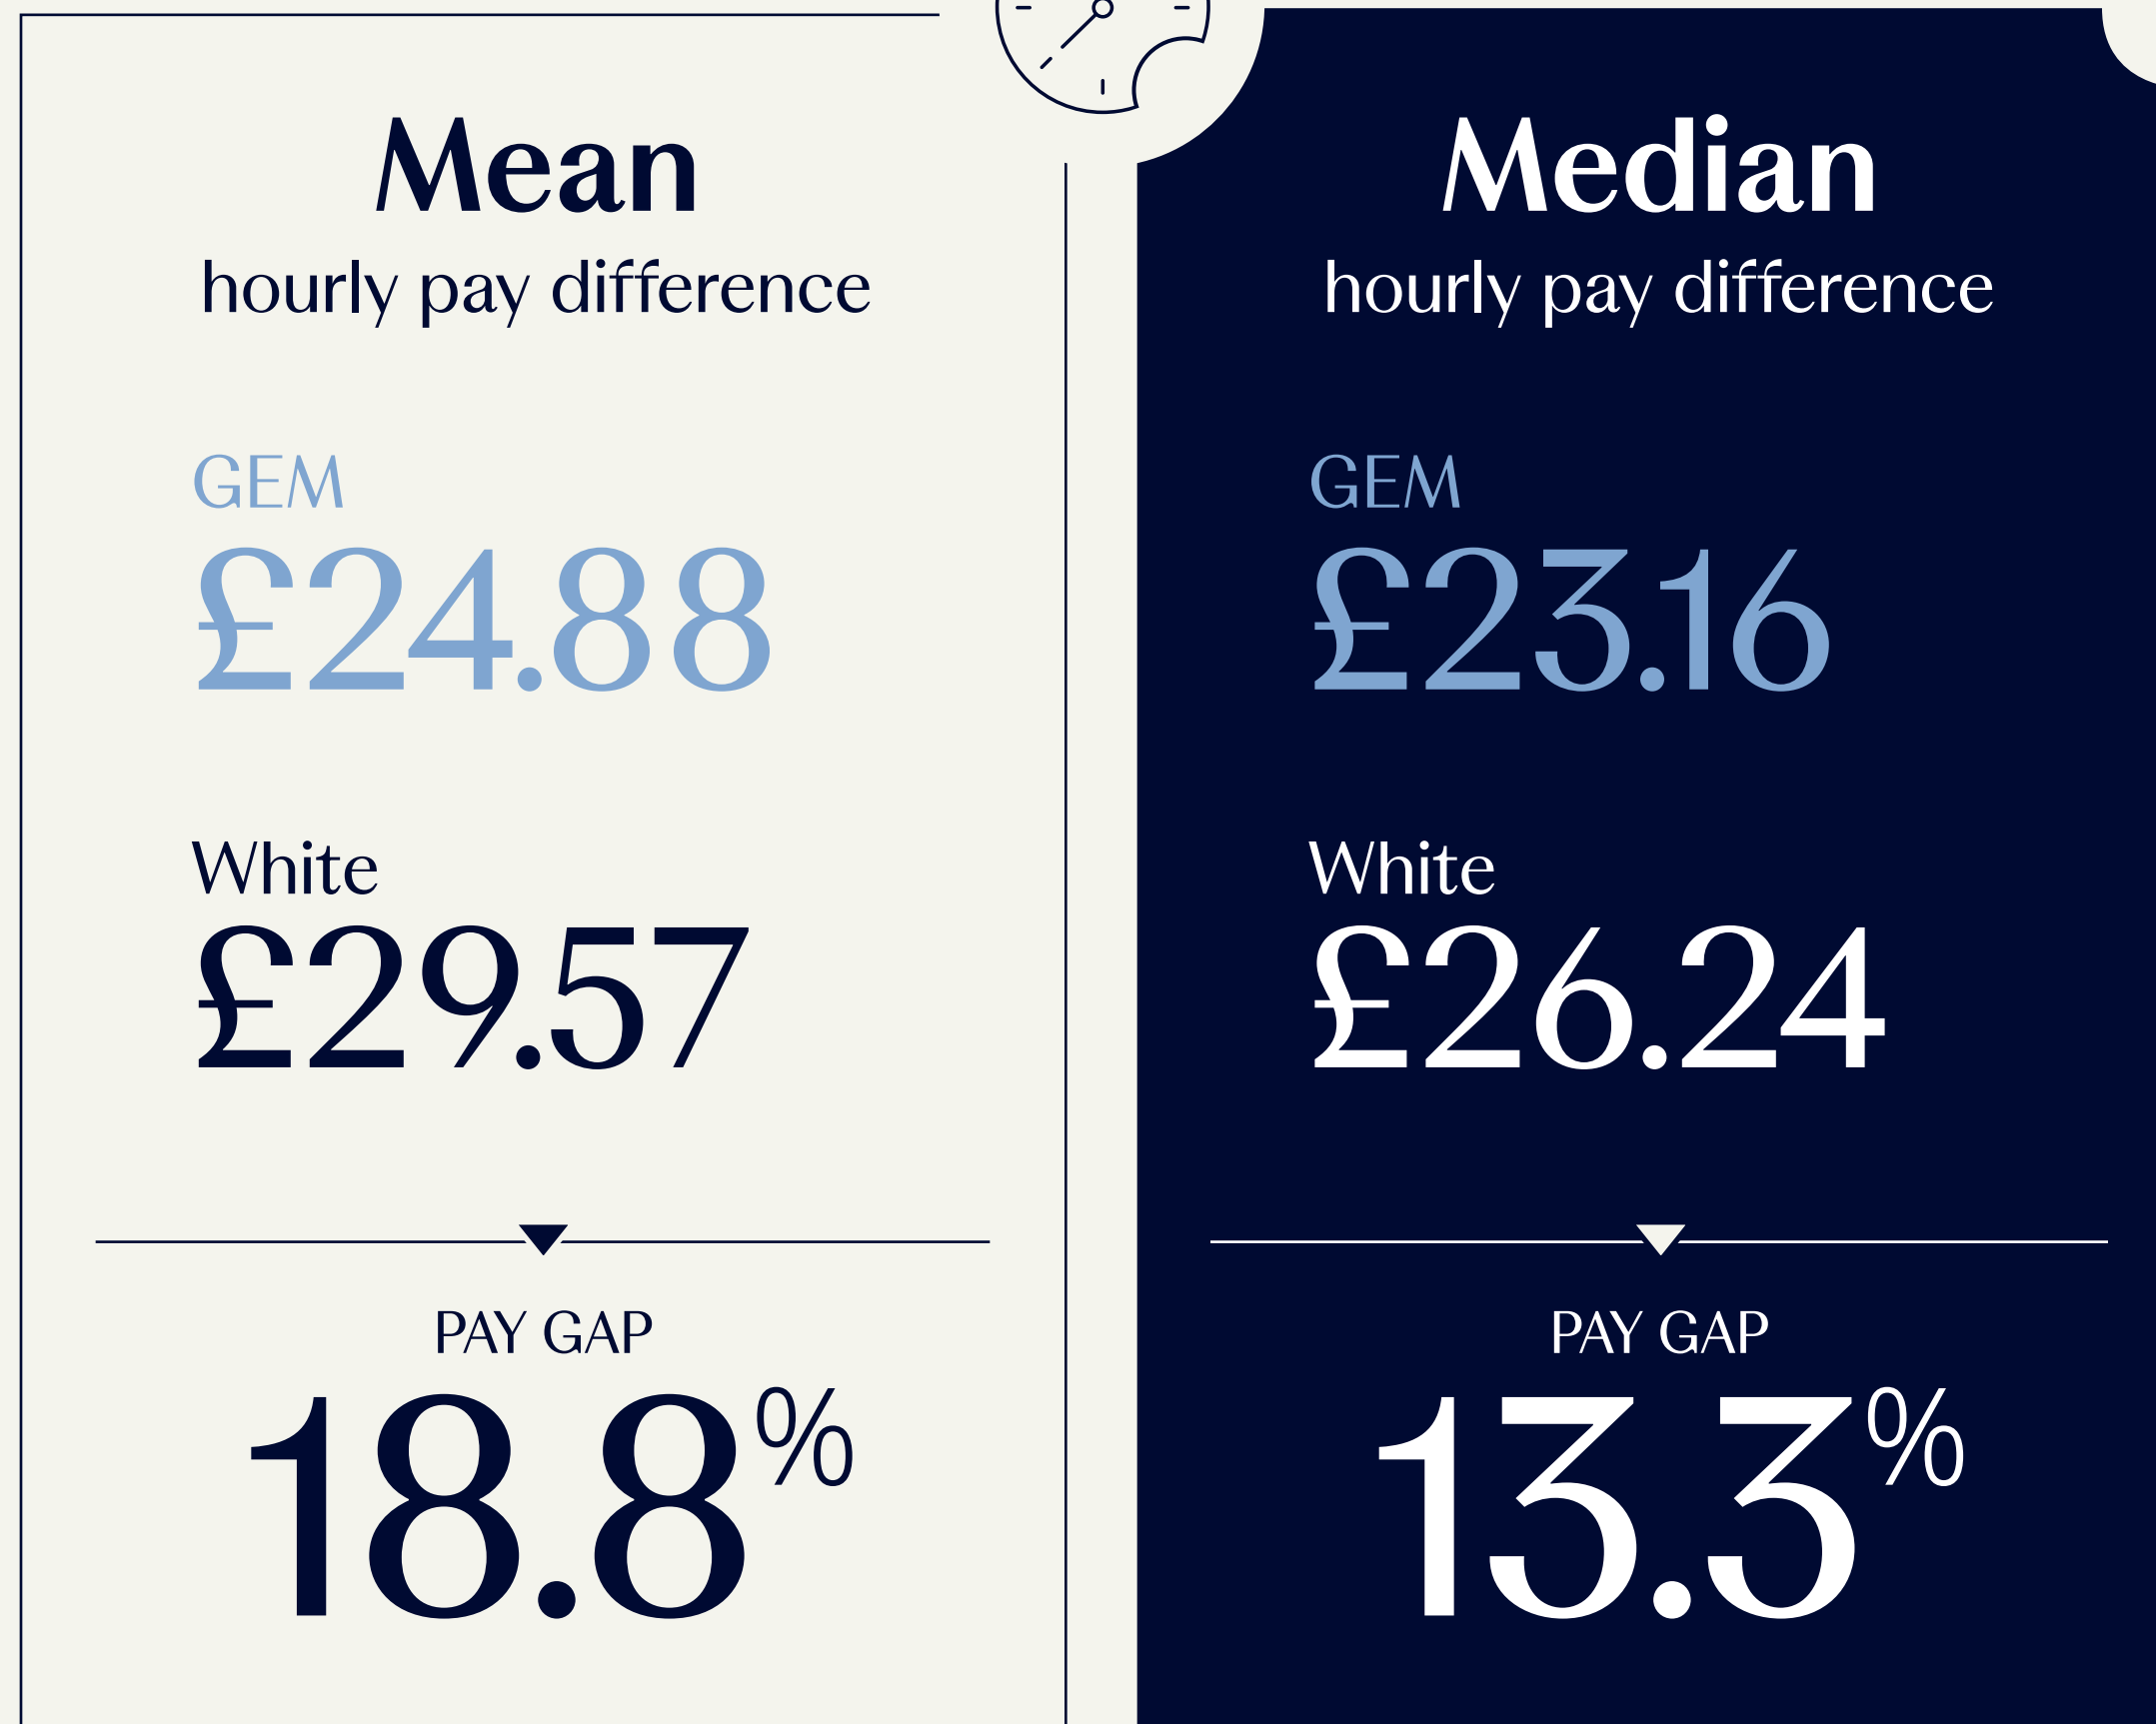 Mean
hourly pay difference
GEM
£24.88
White
£29.57
PAY GAP
18.8%
Median
hourly pay difference
GEM
£23.16
White
£26.24
PAY GAP
13.3%